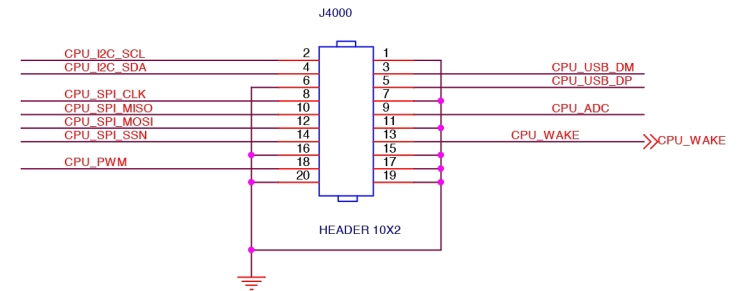 J4000
CPU_I2C_SCL 2 1
CPU_I2C_SDA 4 3 CPU_USB_DM
6 5 CPU_USB_DP
CPU_SPI_CLK 8 7
CPU_SPI_MISO 10 9 CPU_ADC
CPU_SPI_MOSI 12 11
CPU_SPI_SSN 14 13 CPU_WAKE CPU_WAKE
16 15
CPU_PWM 18 17
20 19
HEADER 10X2